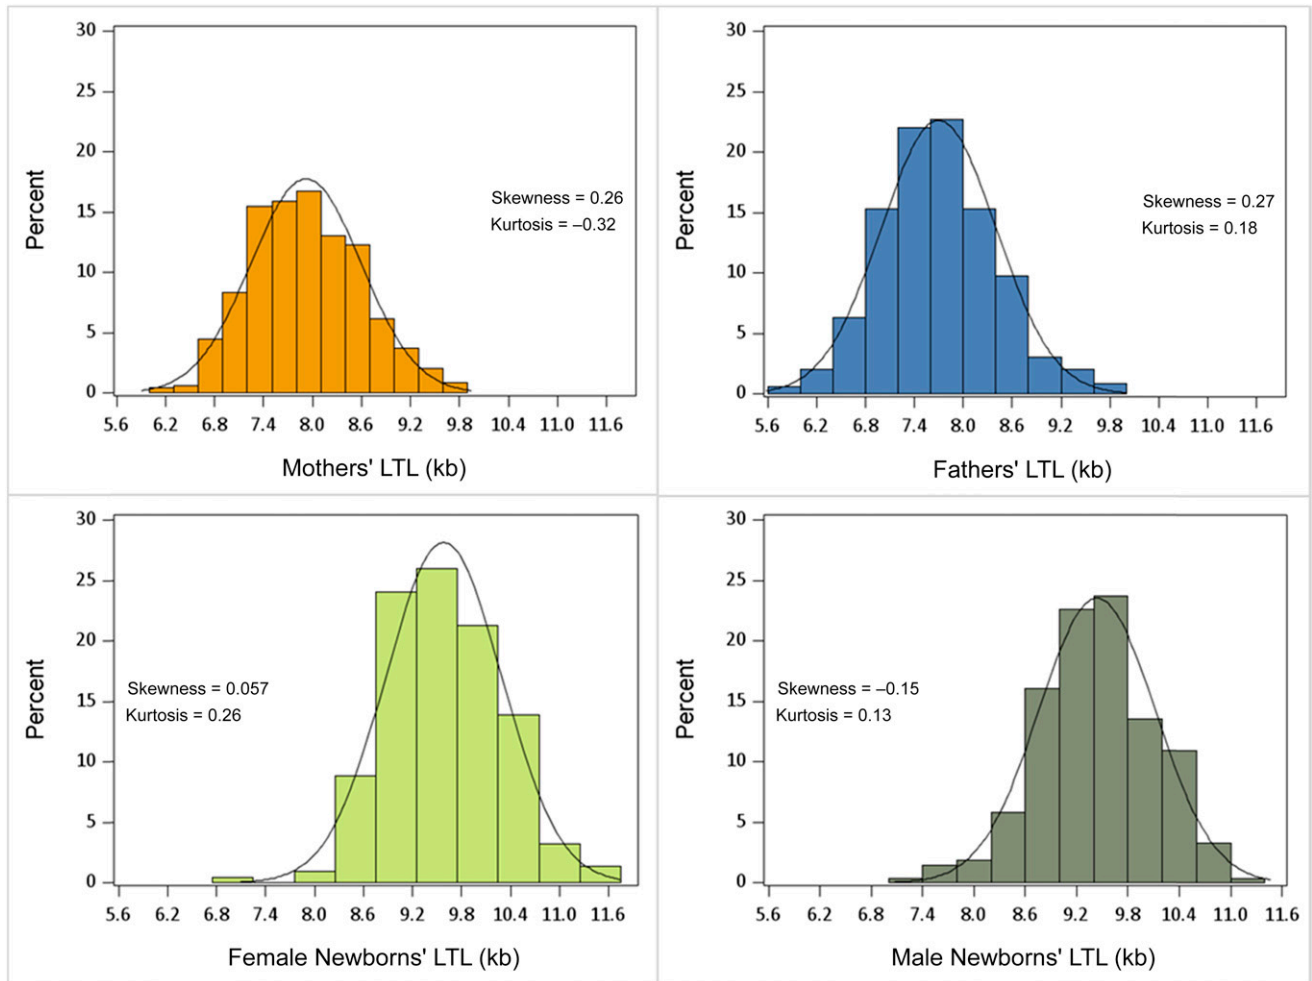 30
25
20
15
10
5
0
Percent
Skewness = 0.26
Kurtosis = –0.32
5.6 6.2 6.8 7.4 8.0 8.6 9.2 9.8 10.4 11.0 11.6
Mothers' LTL (kb)
30
25
20
15
10
5
0
Percent
Skewness = 0.27
Kurtosis = 0.18
5.6 6.2 6.8 7.4 8.0 8.6 9.2 9.8 10.4 11.0 11.6
Fathers' LTL (kb)
30
25
20
15
10
5
0
Percent
Skewness = 0.057
Kurtosis = 0.26
5.6 6.2 6.8 7.4 8.0 8.6 9.2 9.8 10.4 11.0 11.6
Female Newborns' LTL (kb)
30
25
20
15
10
5
0
Percent
Skewness = –0.15
Kurtosis = 0.13
5.6 6.2 6.8 7.4 8.0 8.6 9.2 9.8 10.4 11.0 11.6
Male Newborns' LTL (kb)